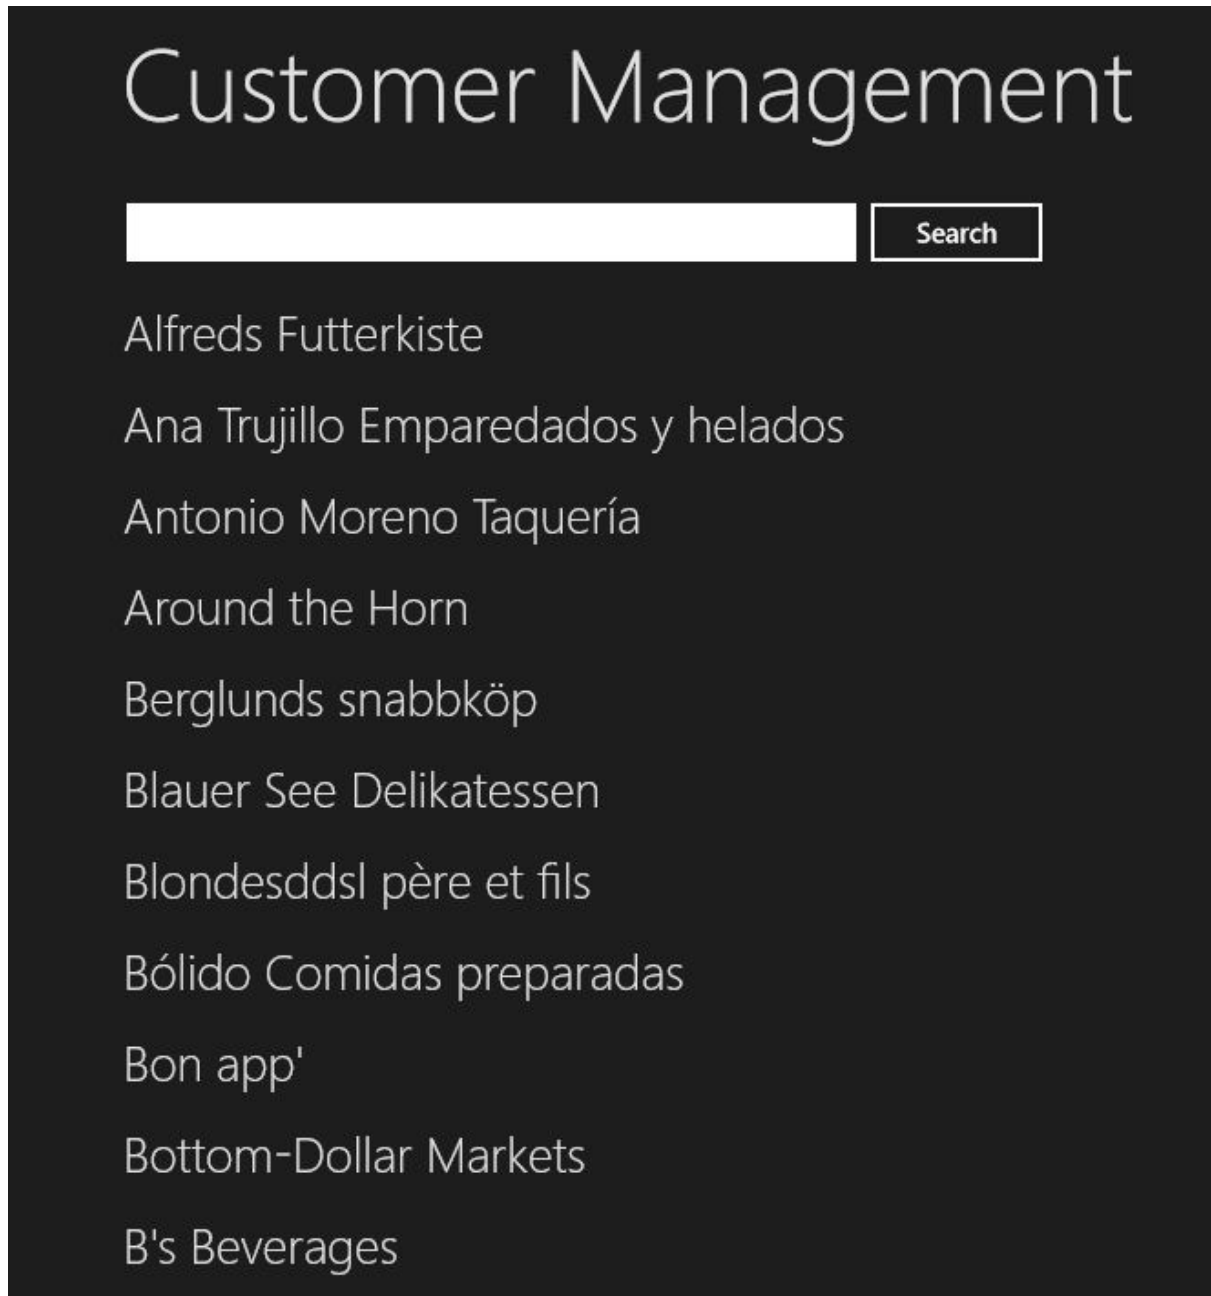 Customer Management
Search
Alfreds Futterkiste
Ana Trujillo Emparedados y helados
Antonio Moreno Taquería
Around the Horn
Berglunds snabbköp
Blauer See Delikatessen
Blondesddsl père et fils
Bólido Comidas preparadas
Bon app'
Bottom-Dollar Markets
B's Beverages